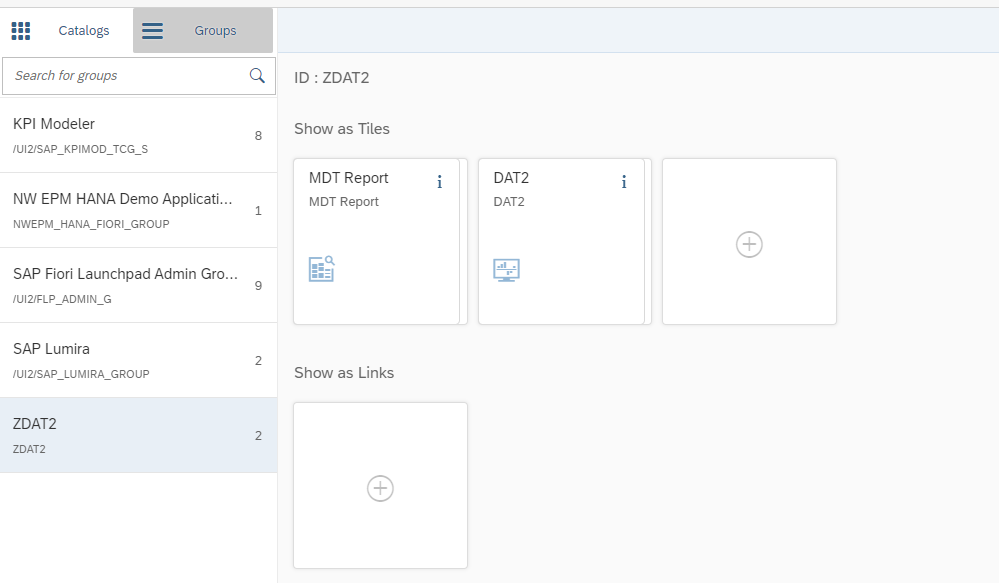 Catalogs
Groups
Search for groups
KPI Modeler
/UI2/SAP_KPIMOD_TCG_S
8
NW EPM HANA Demo Applicati...
NWEPM_HANA_FIORI_GROUP
1
SAP Fiori Launchpad Admin Gro...
/UI2/FLP_ADMIN_G
9
SAP Lumira
/UI2/SAP_LUMIRA_GROUP
2
ZDAT2
ZDAT2
2
ID : ZDAT2
Show as Tiles
MDT Report
MDT Report
DAT2
DAT2
Show as Links